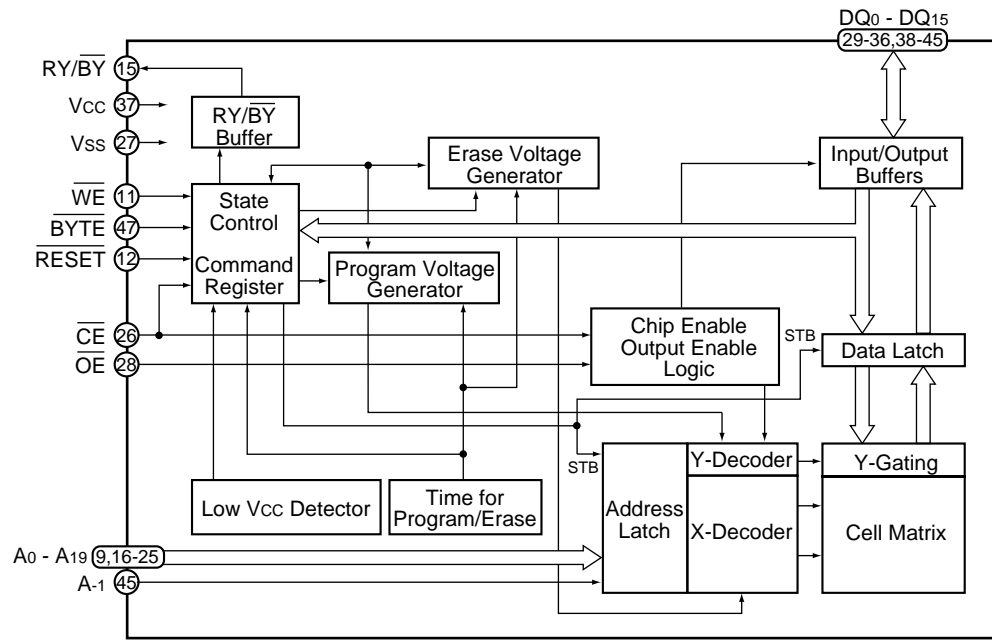 DQ0 - DQ15
29-36,38-45
RY/BY 15
VCC 37
VSS 27
WE 11
BYTE 47
RESET 12
CE 26
OE 28
RY/BY
Buffer
State
Control
Command
Register
Erase Voltage
Generator
Program Voltage
Generator
Input/Output
Buffers
Chip Enable
Output Enable
Logic
STB
Data Latch
STB
Address
Latch
Y-Decoder
X-Decoder
Y-Gating
Cell Matrix
Low VCC Detector
Time for
Program/Erase
A0 - A19 9,16-25
A-1 45